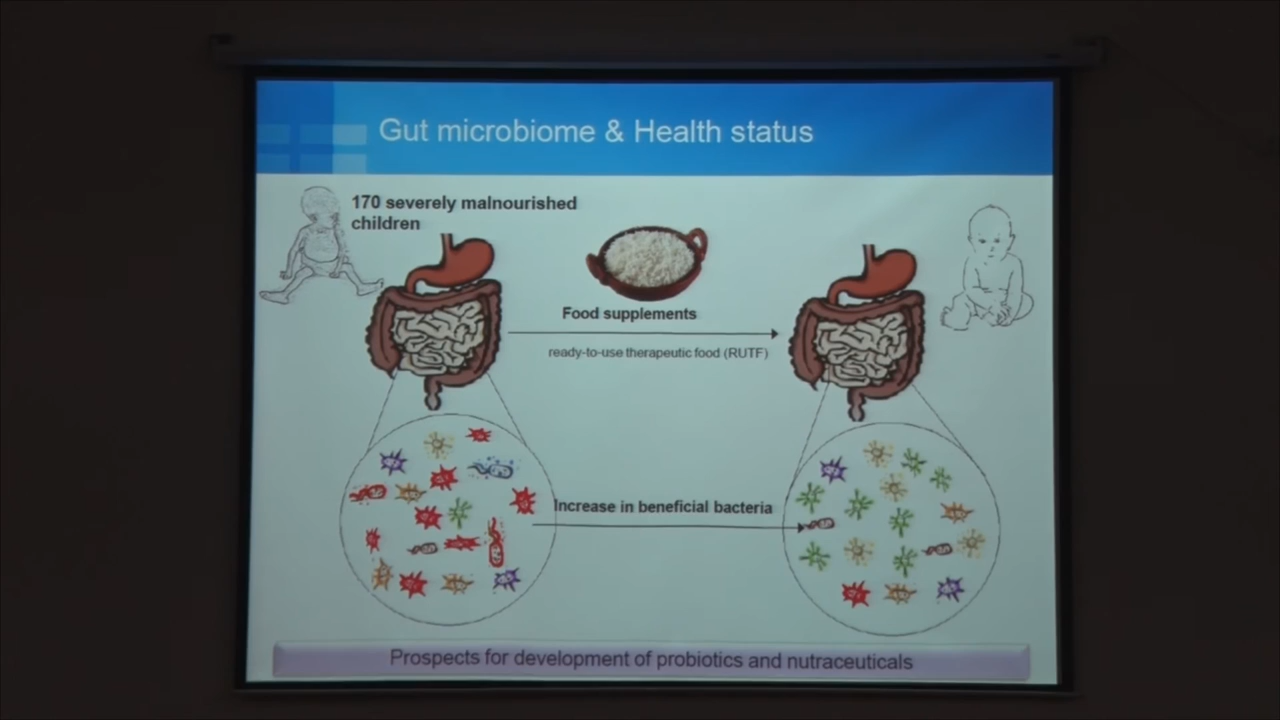 Gut microbiome & Health status
170 severely malnourished
children
Food supplements
ready-to-use therapeutic food (RUTF)
Increase in beneficial bacteria
Prospects for development of probiotics and nutraceuticals